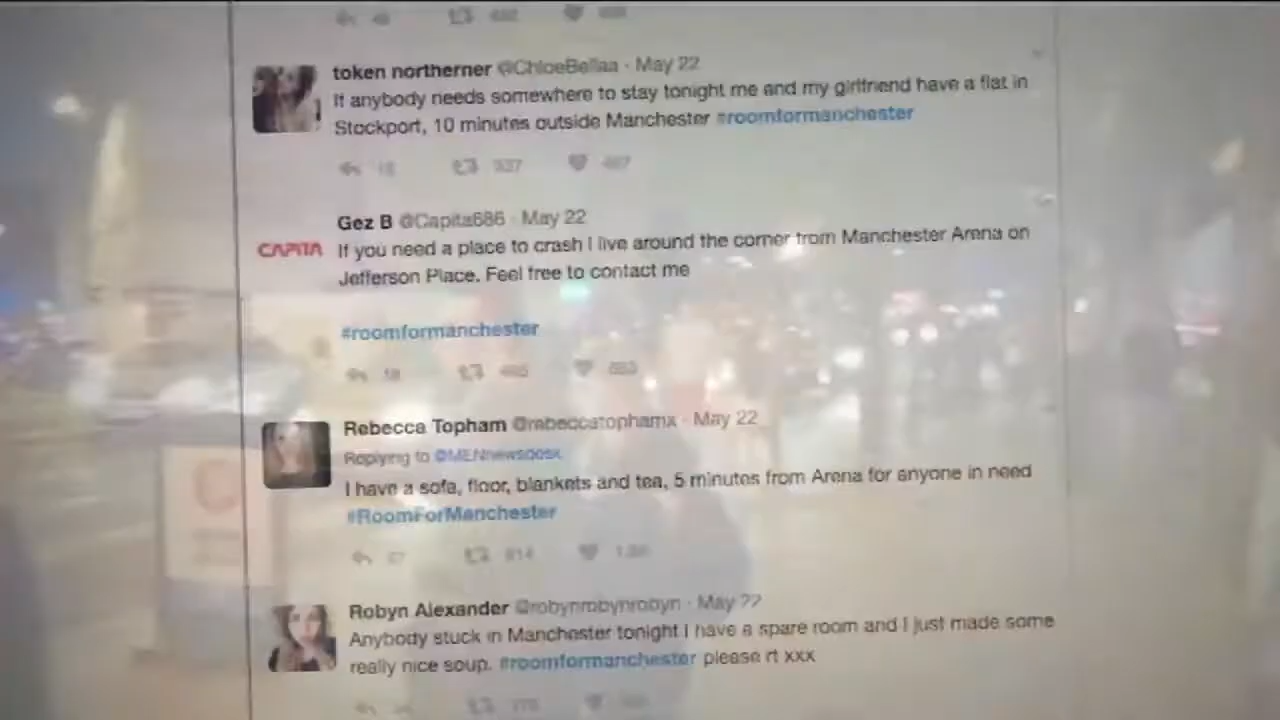 token northerner @ChloeBellaa · May 22
If anybody needs somewhere to stay tonight me and my girlfriend have a flat in
Stockport, 10 minutes outside Manchester #roomformanchester
Gez B @Capita686 · May 22
CAPITA
If you need a place to crash I live around the corner from Manchester Arena on
Jefferson Place. Feel free to contact me
#roomformanchester
Rebecca Topham @rebeccatophamx · May 22
Replying to @MENnewsdesk
I have a sofa, floor, blankets and tea, 5 minutes from Arena for anyone in need
#RoomForManchester
Robyn Alexander @robynrobynrobyn · May 22
Anybody stuck in Manchester tonight I have a spare room and I just made some
really nice soup. #roomformanchester please rt xxx